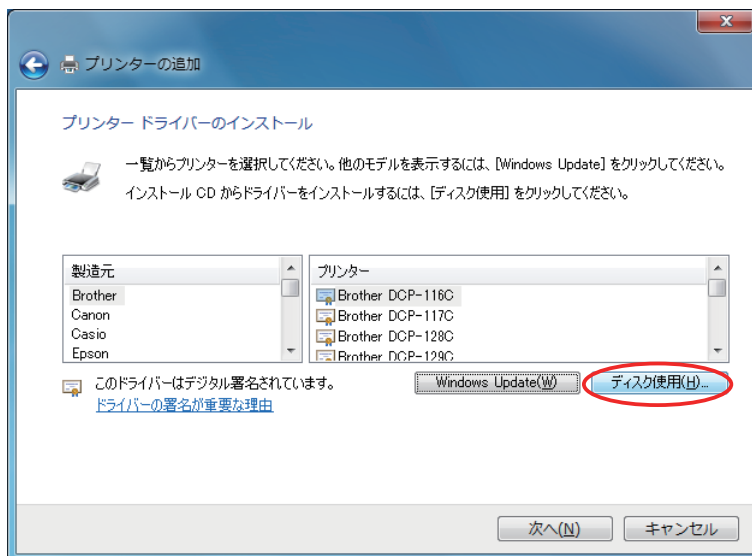 プリンターの追加
プリンター ドライバーのインストール
一覧からプリンターを選択してください。他のモデルを表示するには、[Windows Update] をクリックしてください。
インストール CD からドライバーをインストールするには、[ディスク使用] をクリックしてください。
製造元
Brother
Canon
Casio
Epson
プリンター
Brother DCP-116C
Brother DCP-117C
Brother DCP-128C
Brother DCP-129C
このドライバーはデジタル署名されています。
ドライバーの署名が重要な理由
Windows Update(W)
ディスク使用(H)...
次へ(N)
キャンセル